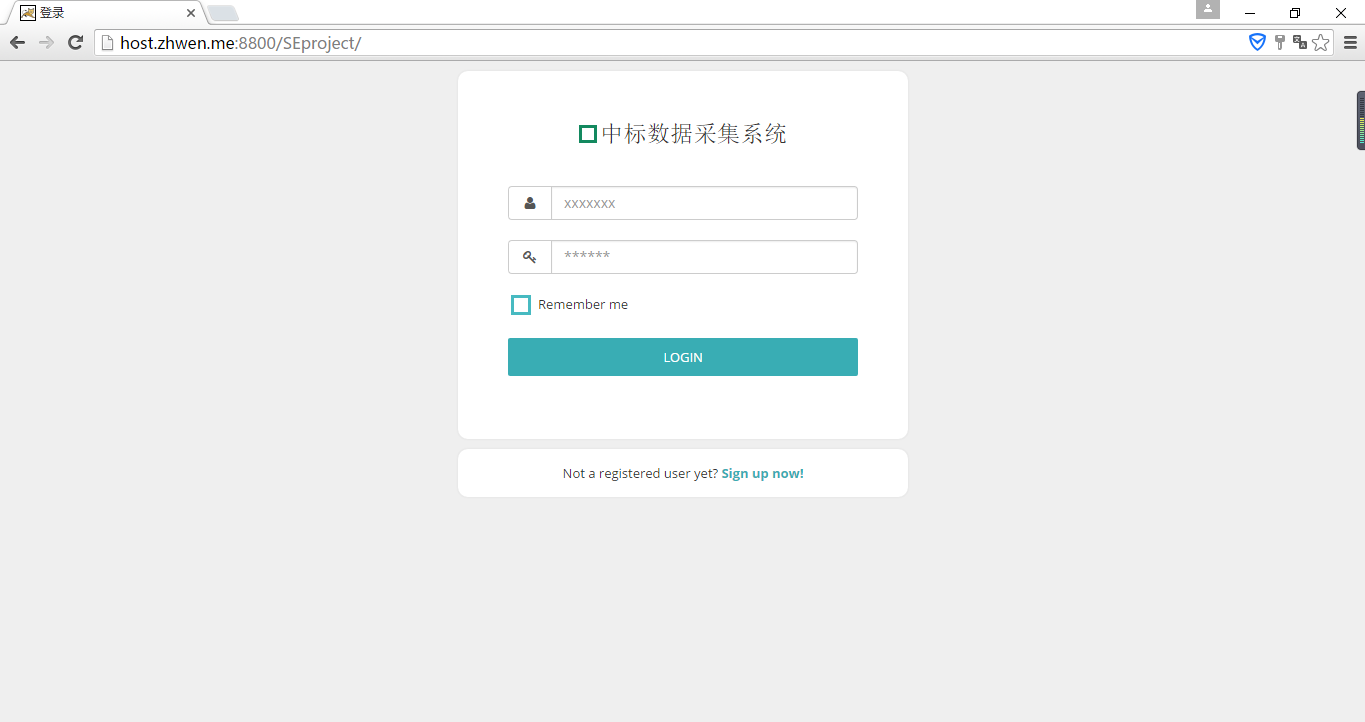 登录
host.zhwen.me:8800/SEproject/
中标数据采集系统
xxxxxxx
******
Remember me
LOGIN
Not a registered user yet? Sign up now!